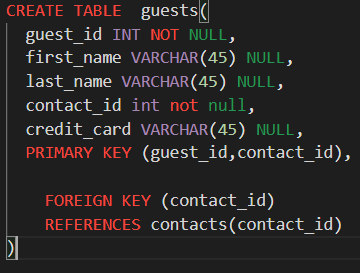 CREATE TABLE  guests(
guest_id INT NOT NULL,
first_name VARCHAR(45) NULL,
last_name VARCHAR(45) NULL,
contact_id int not null,
credit_card VARCHAR(45) NULL,
PRIMARY KEY (guest_id,contact_id),
FOREIGN KEY (contact_id)
REFERENCES contacts(contact_id)
)